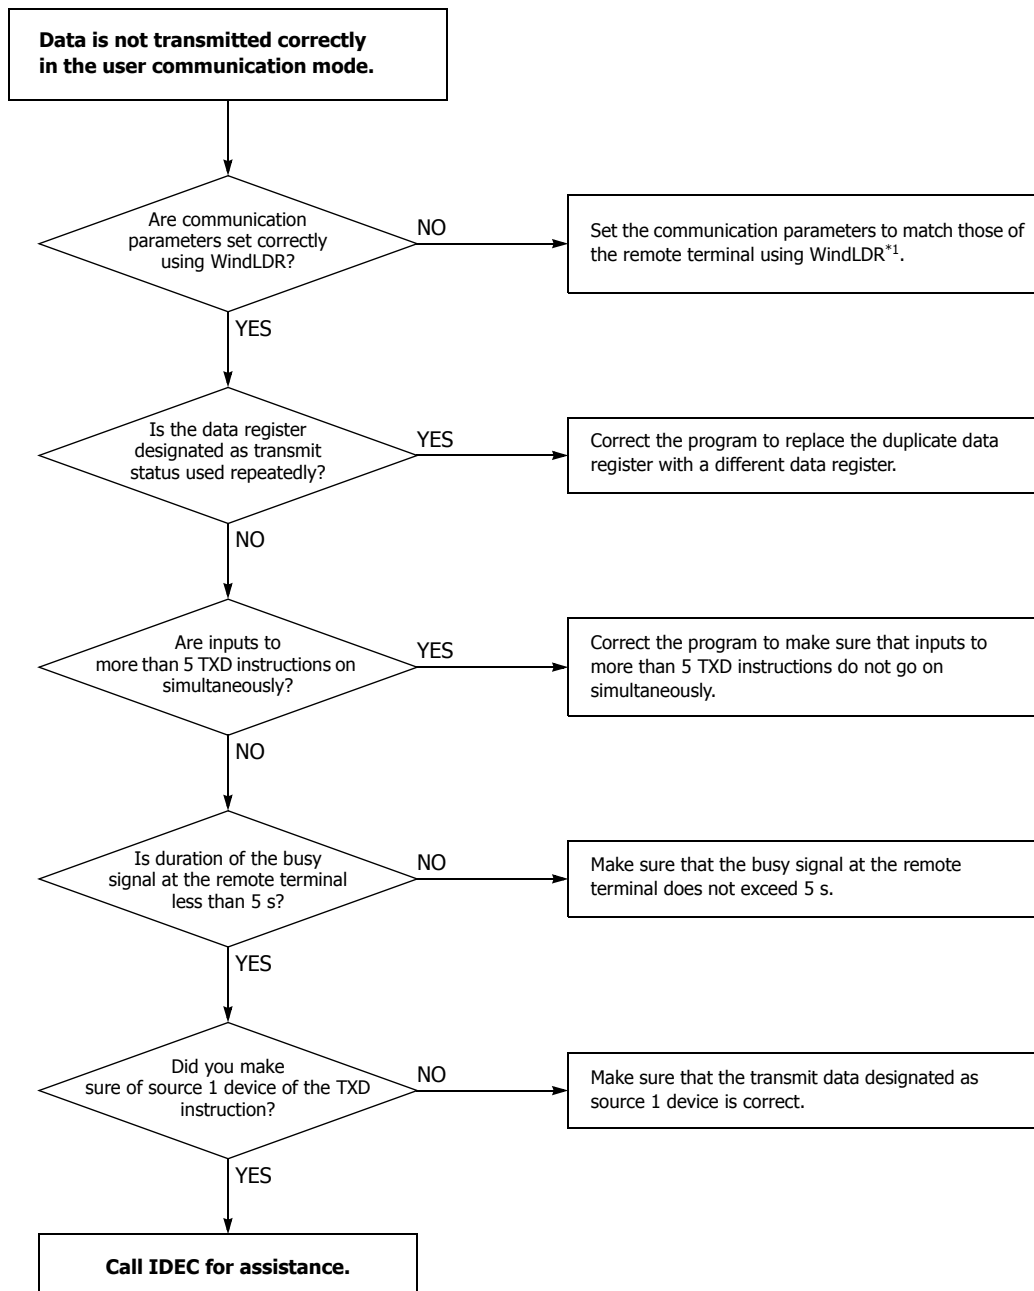 Data is not transmitted correctly
in the user communication mode.
Are communication
parameters set correctly
using WindLDR?
NO
Set the communication parameters to match those of
the remote terminal using WindLDR*1.
YES
Is the data register
designated as transmit
status used repeatedly?
YES
Correct the program to replace the duplicate data
register with a different data register.
NO
Are inputs to
more than 5 TXD instructions on
simultaneously?
YES
Correct the program to make sure that inputs to
more than 5 TXD instructions do not go on
simultaneously.
NO
Is duration of the busy
signal at the remote terminal
less than 5 s?
NO
Make sure that the busy signal at the remote
terminal does not exceed 5 s.
YES
Did you make
sure of source 1 device of the TXD
instruction?
NO
Make sure that the transmit data designated as
source 1 device is correct.
YES
Call IDEC for assistance.